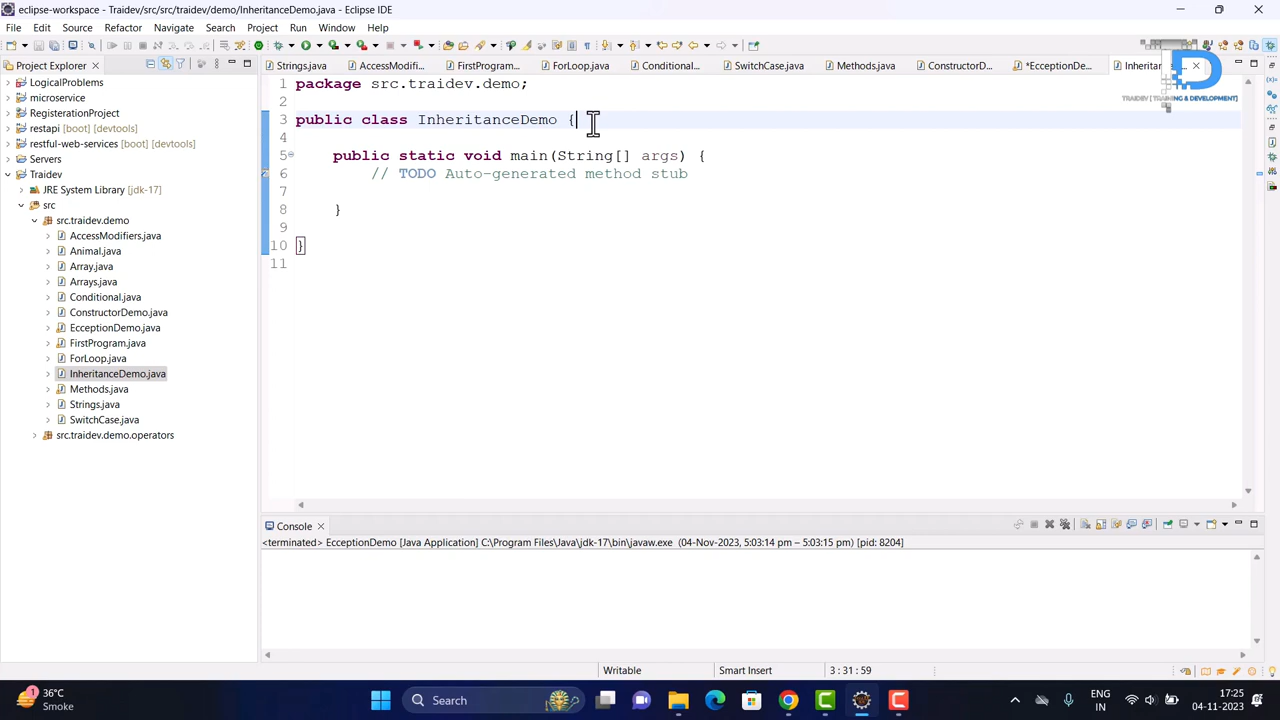 eclipse-workspace - Traidev/src/src/traidev/demo/InheritanceDemo.java - Eclipse IDE
File Edit Source Refactor Navigate Search Project Run Window Help
Project Explorer
Strings.java AccessModifi... FirstProgram... ForLoop.java Conditional... SwitchCase.java Methods.java ConstructorD... *EcceptionDe... Inherit
TRAIDEV [ TRAINING & DEVELOPMENT]
LogicalProblems
microservice
RegistrationProject
restapi [boot] [devtools]
restful-web-services [boot] [devtools]
Servers
Traidev
JRE System Library [jdk-17]
src
src.traidev.demo
AccessModifiers.java
Animal.java
Array.java
Arrays.java
Conditional.java
ConstructorDemo.java
EcceptionDemo.java
FirstProgram.java
ForLoop.java
InheritanceDemo.java
Methods.java
Strings.java
SwitchCase.java
src.traidev.demo.operators
1 package src.traidev.demo;
2
3 public class InheritanceDemo {
4
5 public static void main(String[] args) {
6 // TODO Auto-generated method stub
7
8 }
9
10 }
11
Console
<terminated> EcceptionDemo [Java Application] C:\Program Files\Java\jdk-17\bin\javaw.exe (04-Nov-2023, 5:03:14 pm – 5:03:15 pm) [pid: 8204]
Writable Smart Insert 3 : 31 : 59
1 36°C
Smoke
Search
ENG
IN
17:25
04-11-2023